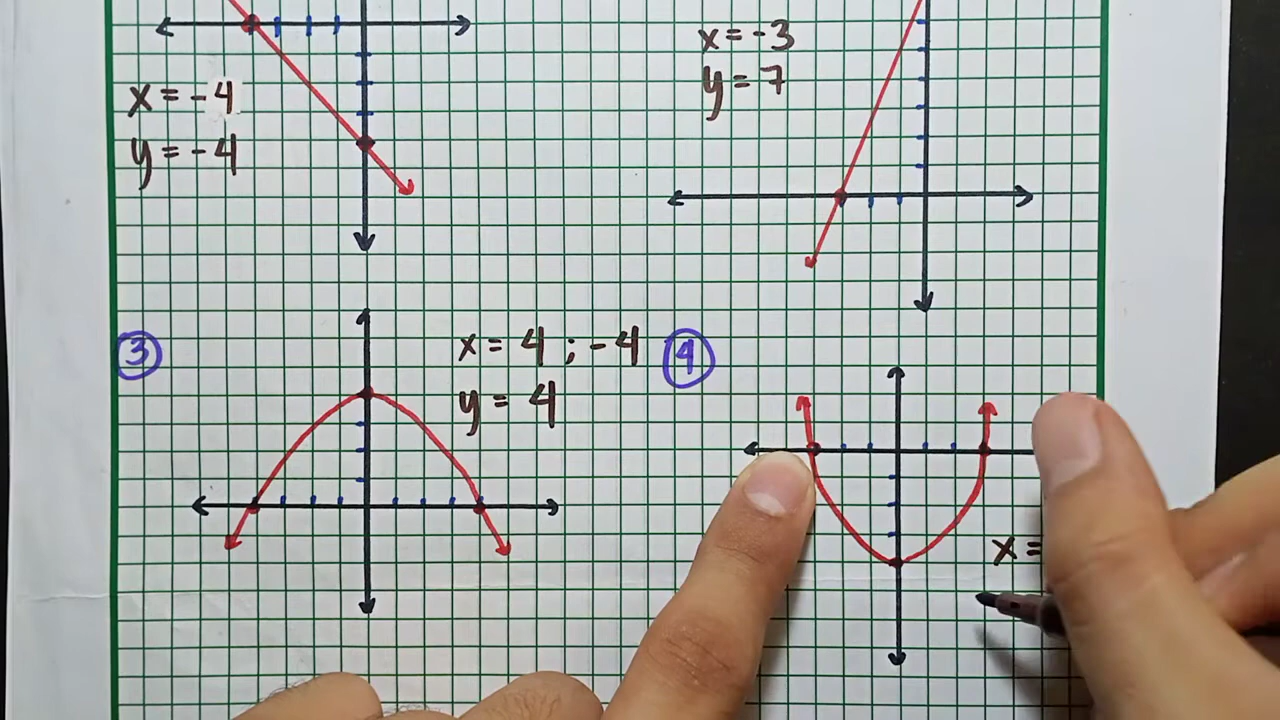 x = -4
y = -4
x = -3
y = 7
3
x = 4 ; -4
y = 4
4
x =